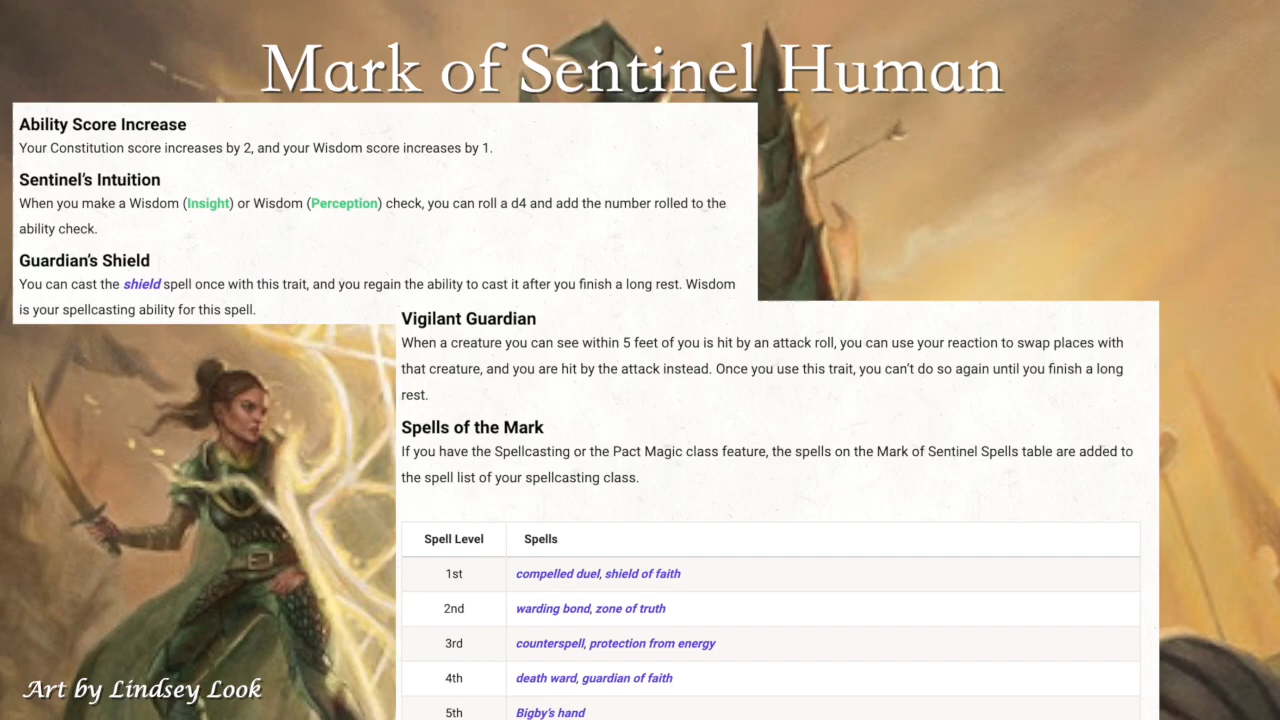 Mark of Sentinel Human
Ability Score Increase
Your Constitution score increases by 2, and your Wisdom score increases by 1.
Sentinel’s Intuition
When you make a Wisdom (Insight) or Wisdom (Perception) check, you can roll a d4 and add the number rolled to the
ability check.
Guardian’s Shield
You can cast the shield spell once with this trait, and you regain the ability to cast it after you finish a long rest. Wisdom
is your spellcasting ability for this spell.
Vigilant Guardian
When a creature you can see within 5 feet of you is hit by an attack roll, you can use your reaction to swap places with
that creature, and you are hit by the attack instead. Once you use this trait, you can’t do so again until you finish a long
rest.
Spells of the Mark
If you have the Spellcasting or the Pact Magic class feature, the spells on the Mark of Sentinel Spells table are added to
the spell list of your spellcasting class.
Spell Level Spells
1st compelled duel, shield of faith
2nd warding bond, zone of truth
3rd counterspell, protection from energy
4th death ward, guardian of faith
5th Bigby’s hand
Art by Lindsey Look